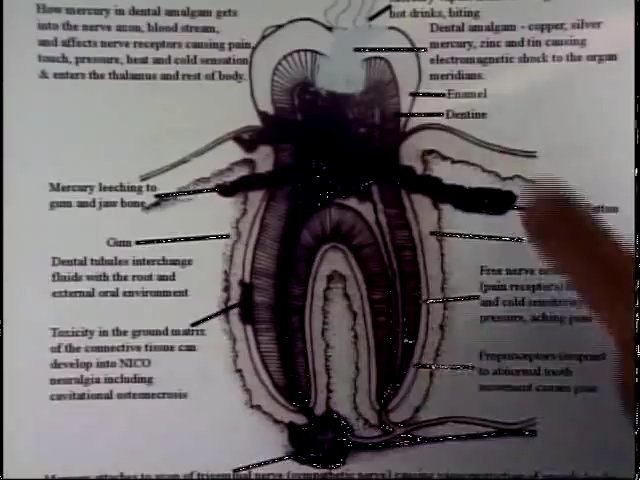 How mercury in dental amalgam gets
into the nerve axon, blood stream,
and affects nerve receptors causing pain,
touch, pressure, heat and cold sensation
& enters the thalamus and rest of body.
hot drinks, biting
Dental amalgam - copper, silver
mercury, zinc and tin causing
electromagnetic shock to the organ
meridians.
Enamel
Dentine
Mercury leeching to
gum and jaw bone
Gum
Dental tubules interchange
fluids with the root and
external oral environment
Toxicity in the ground matrix
of the connective tissue can
develop into NICO
neuralgia including
cavitational osteonecrosis
Free nerve
(pain receptors)
and cold
pressure, aching
Proprioceptors respond
to abnormal tooth
movement causes pain